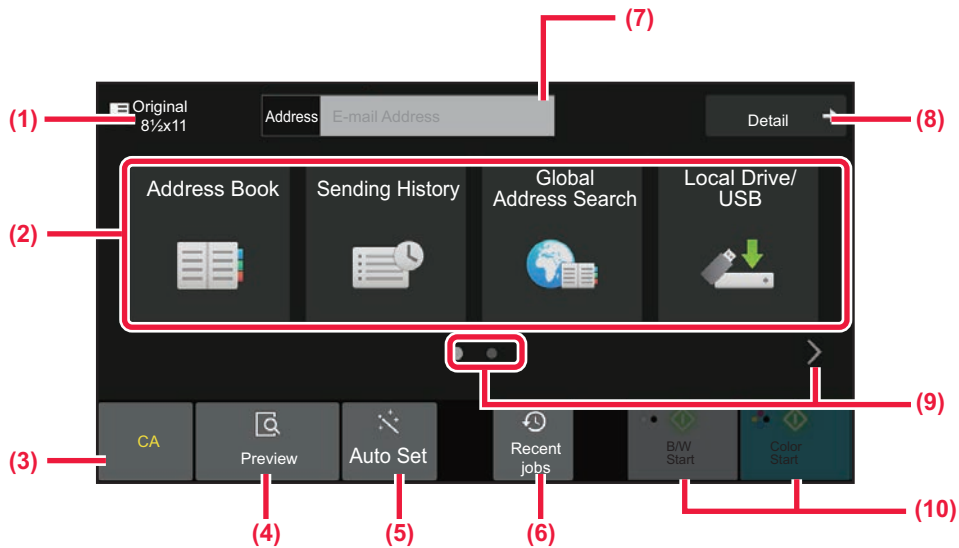 (7)
Original
8½x11
Address E-mail Address
Detail
(1)
(8)
Address Book
Sending History
Global
Address Search
Local Drive/
USB
(2)
(9)
CA
Preview
Auto Set
Recent
jobs
B/W
Start
Color
Start
(3)
(4)
(5)
(6)
(10)